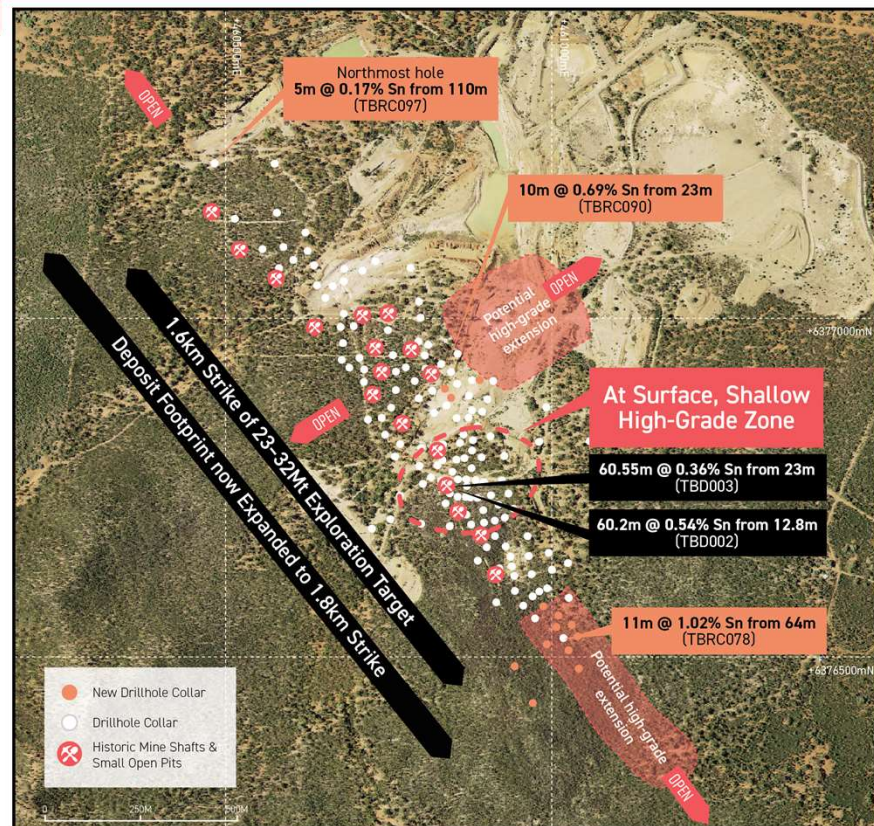 +260500mE
+261000mE
OPEN
Northmost hole
5m @ 0.17% Sn from 110m
(TBRC097)
10m @ 0.69% Sn from 23m
(TBRC090)
OPEN
Potential
high-grade
extension
+6377000mN
1.6km Strike of 23–32Mt Exploration Target
Deposit Footprint now Expanded to 1.8km Strike
OPEN
At Surface, Shallow
High-Grade Zone
60.55m @ 0.36% Sn from 23m
(TBD003)
60.2m @ 0.54% Sn from 12.8m
(TBD002)
11m @ 1.02% Sn from 64m
(TBRC078)
+6376500mN
Potential high-grade
extension
OPEN
New Drillhole Collar
Drillhole Collar
Historic Mine Shafts &
Small Open Pits
0 250M 500M